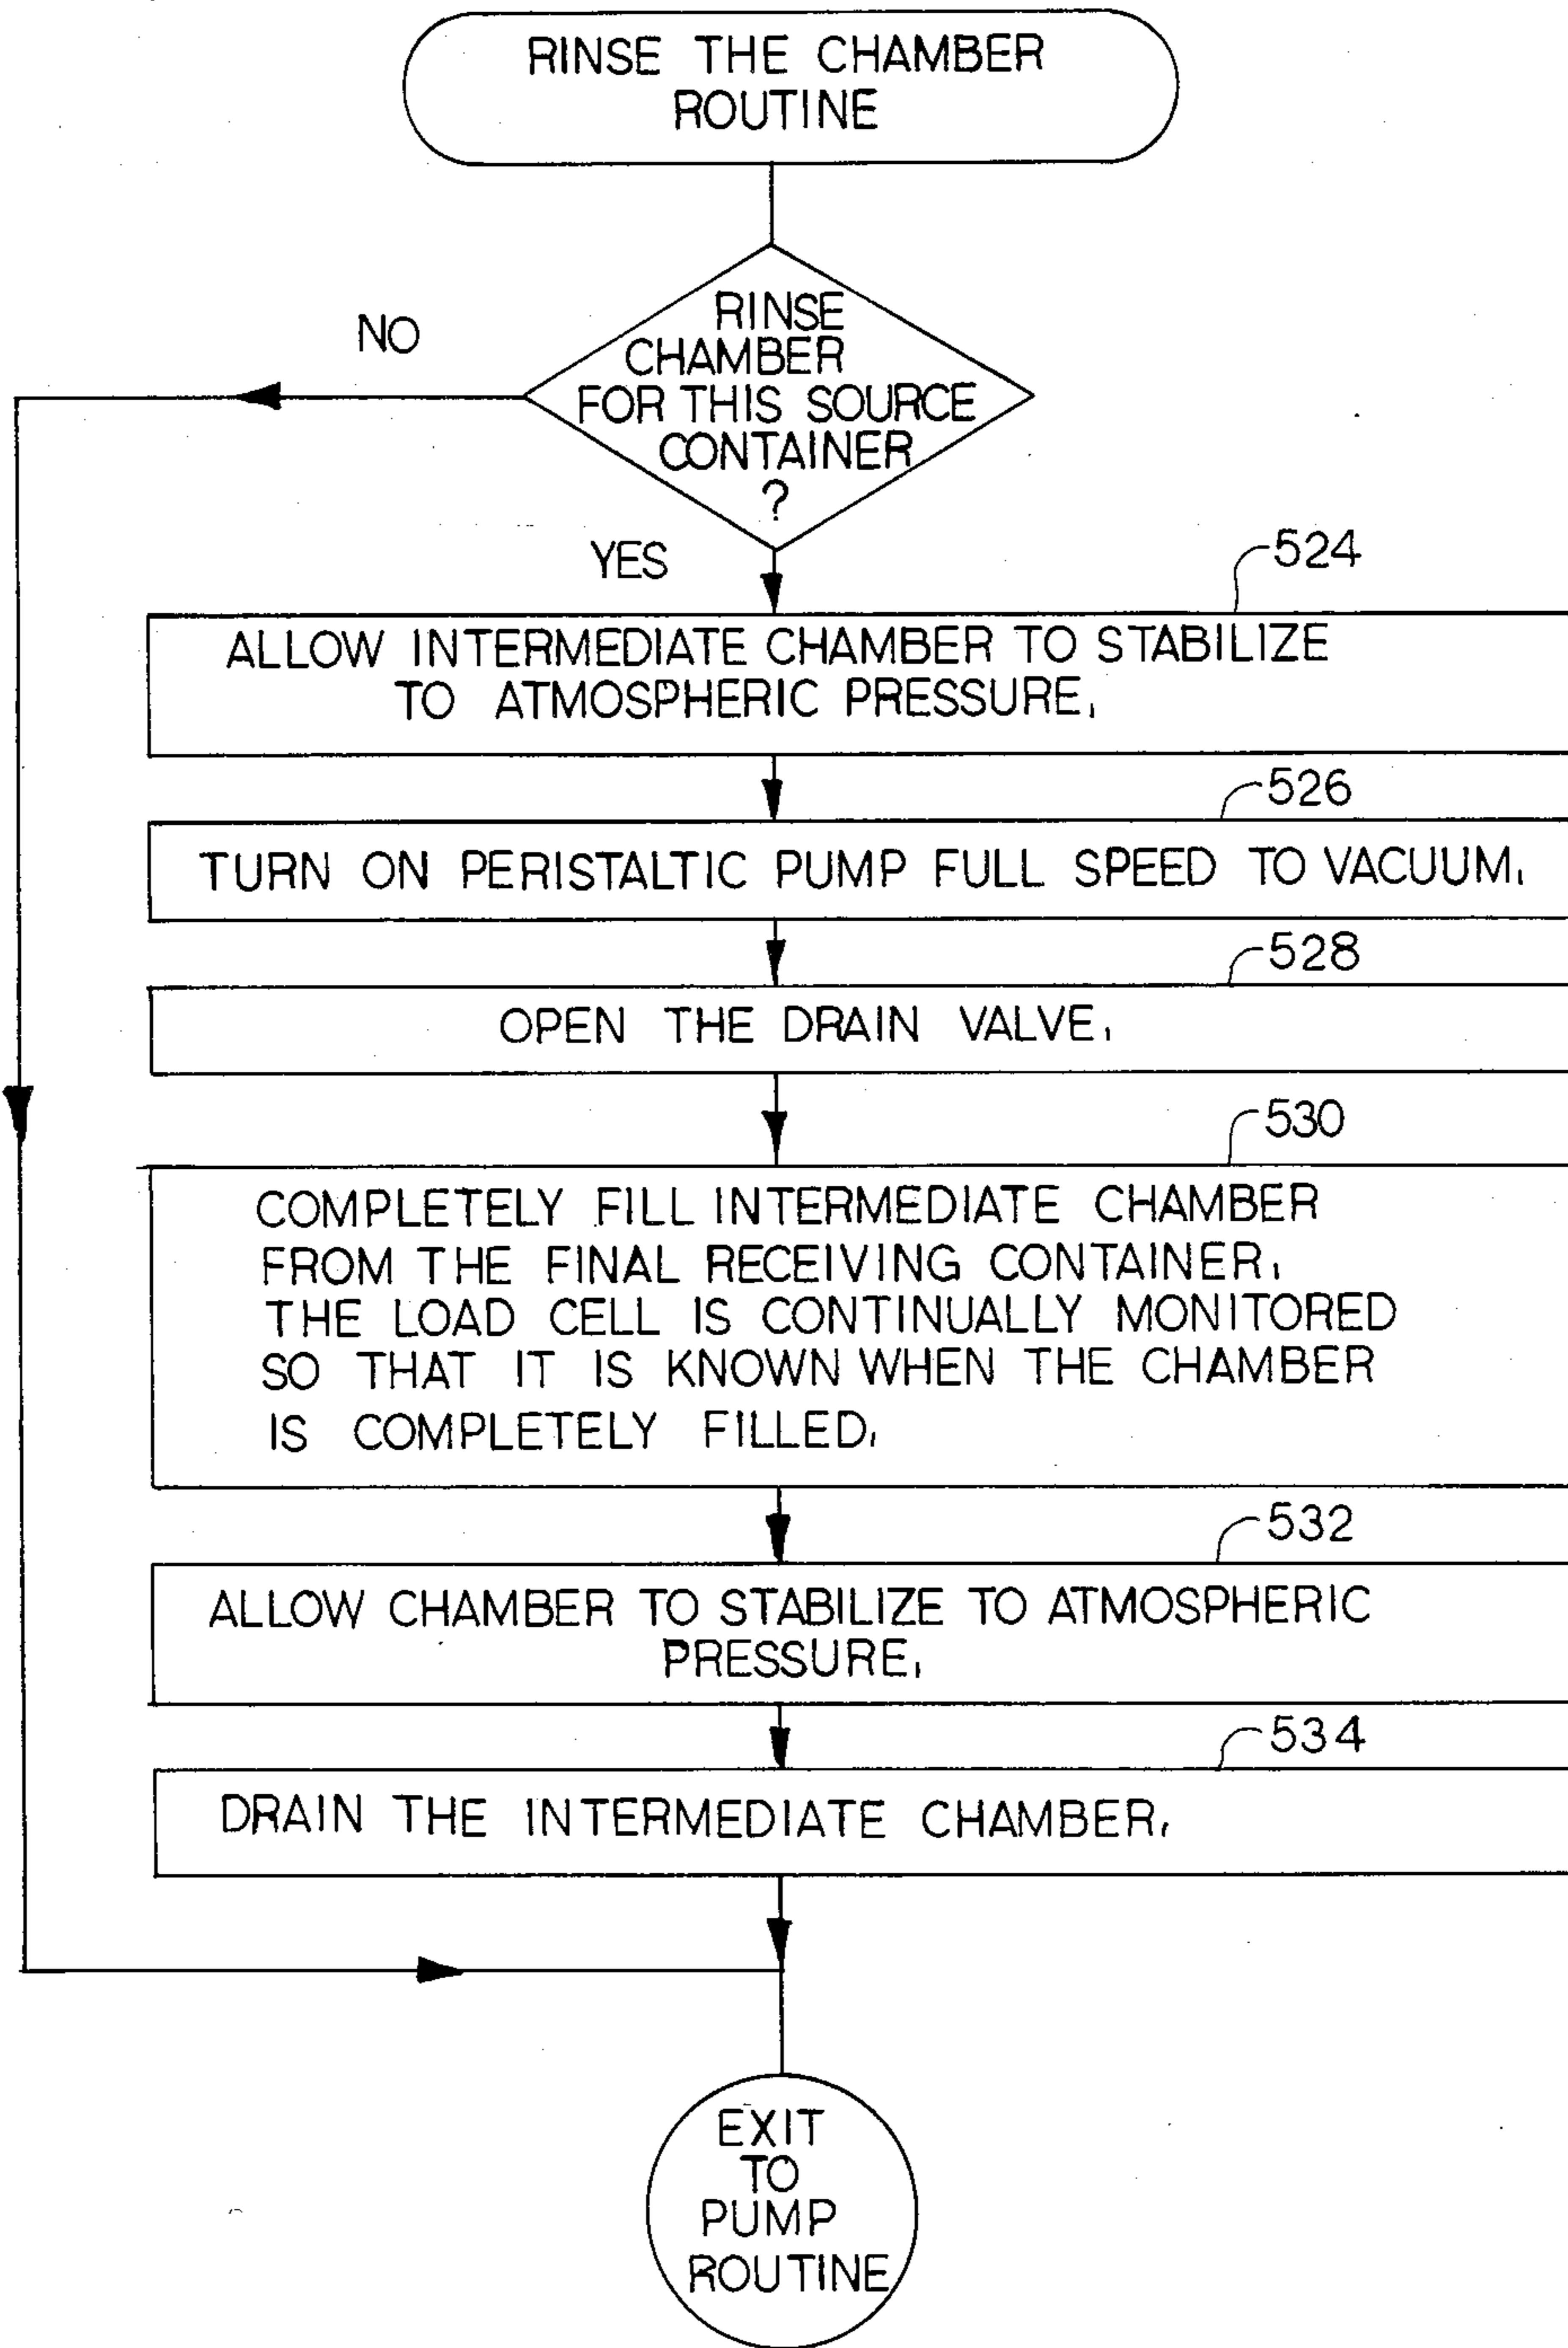 RINSE THE CHAMBER
ROUTINE
RINSE
CHAMBER
FOR THIS SOURCE
CONTAINER
?
NO
YES
524
ALLOW INTERMEDIATE CHAMBER TO STABILIZE
TO ATMOSPHERIC PRESSURE.
526
TURN ON PERISTALTIC PUMP FULL SPEED TO VACUUM.
528
OPEN THE DRAIN VALVE.
530
COMPLETELY FILL INTERMEDIATE CHAMBER
FROM THE FINAL RECEIVING CONTAINER.
THE LOAD CELL IS CONTINUALLY MONITORED
SO THAT IT IS KNOWN WHEN THE CHAMBER
IS COMPLETELY FILLED.
532
ALLOW CHAMBER TO STABILIZE TO ATMOSPHERIC
PRESSURE.
534
DRAIN THE INTERMEDIATE CHAMBER.
EXIT
TO
PUMP
ROUTINE